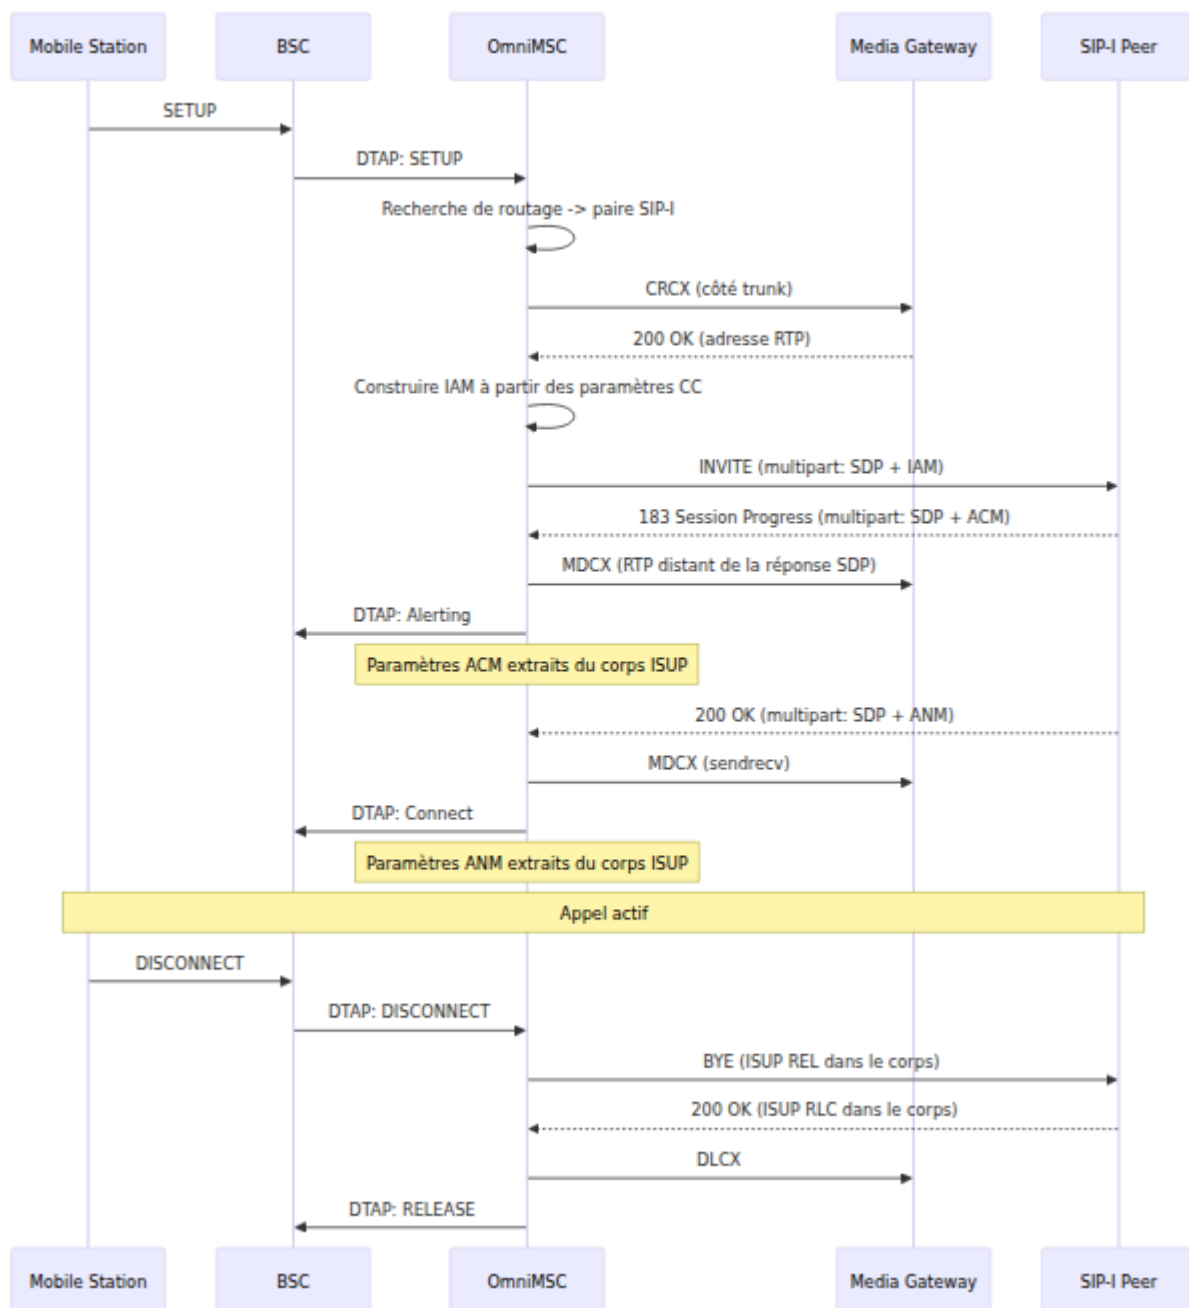 Mobile Station
BSC
OmniMSC
Media Gateway
SIP-I Peer
SETUP
DTAP: SETUP
Recherche de routage -> paire SIP-I
CRCX (côté trunk)
200 OK (adresse RTP)
Construire IAM à partir des paramètres CC
INVITE (multipart: SDP + IAM)
183 Session Progress (multipart: SDP + ACM)
MDCX (RTP distant de la réponse SDP)
DTAP: Alerting
Paramètres ACM extraits du corps ISUP
200 OK (multipart: SDP + ANM)
MDCX (sendrecv)
DTAP: Connect
Paramètres ANM extraits du corps ISUP
Appel actif
DISCONNECT
DTAP: DISCONNECT
BYE (ISUP REL dans le corps)
200 OK (ISUP RLC dans le corps)
DLCX
DTAP: RELEASE
Mobile Station
BSC
OmniMSC
Media Gateway
SIP-I Peer